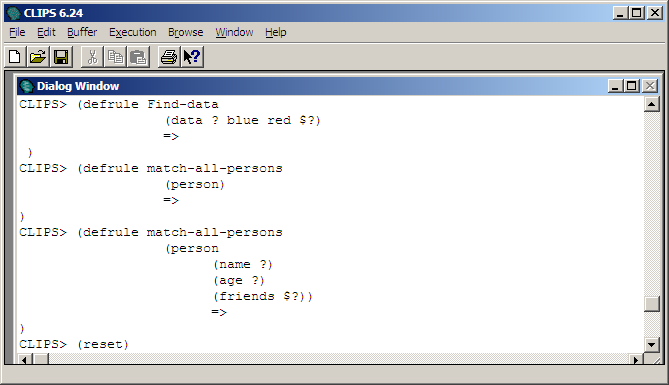 CLIPS 6.24
File Edit Buffer Execution Browse Window Help
Dialog Window
CLIPS> (defrule Find-data
(data ? blue red $?)
=>
)
CLIPS> (defrule match-all-persons
(person)
=>
)
CLIPS> (defrule match-all-persons
(person
(name ?)
(age ?)
(friends $?))
=>
)
CLIPS> (reset)